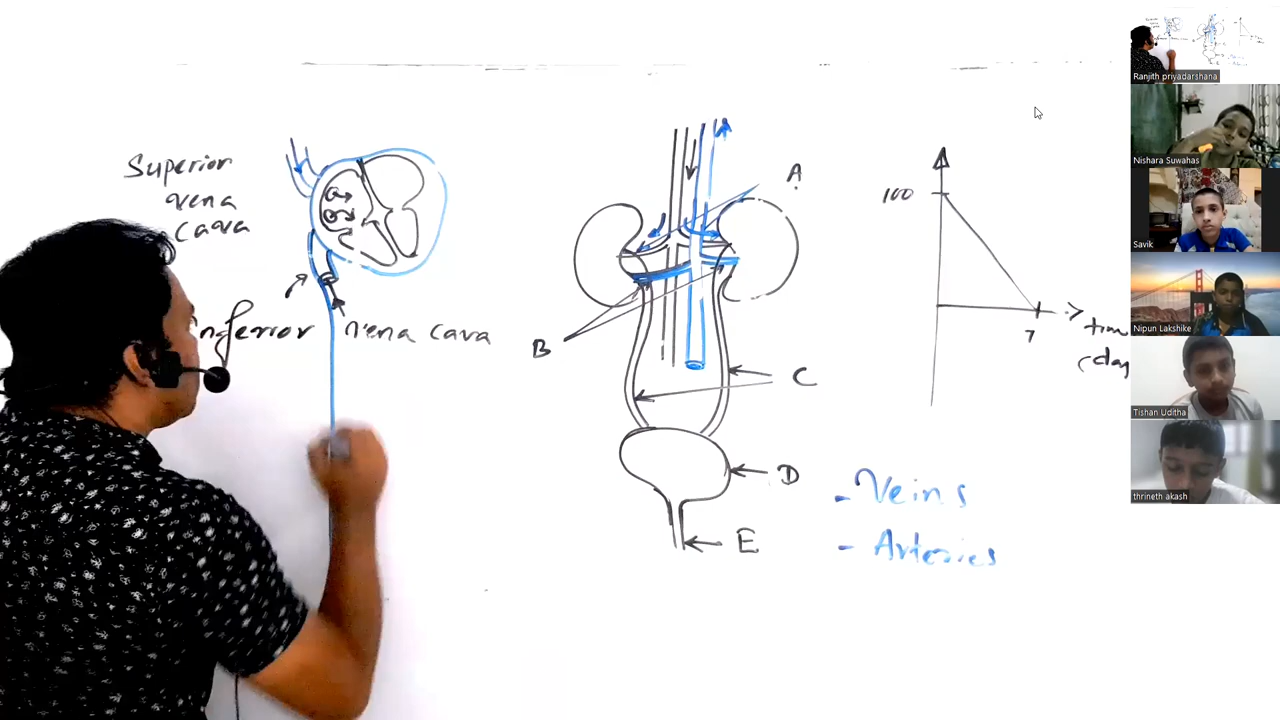 Superior
vena
cava
Inferior vena cava
A
B
C
D
E
100
7
time
(day
- Veins
- Arteries
Ranjith priyadarshana
Nishara Suwahas
Savik
Nipun Lakshike
Tishan Uditha
thrineth akash